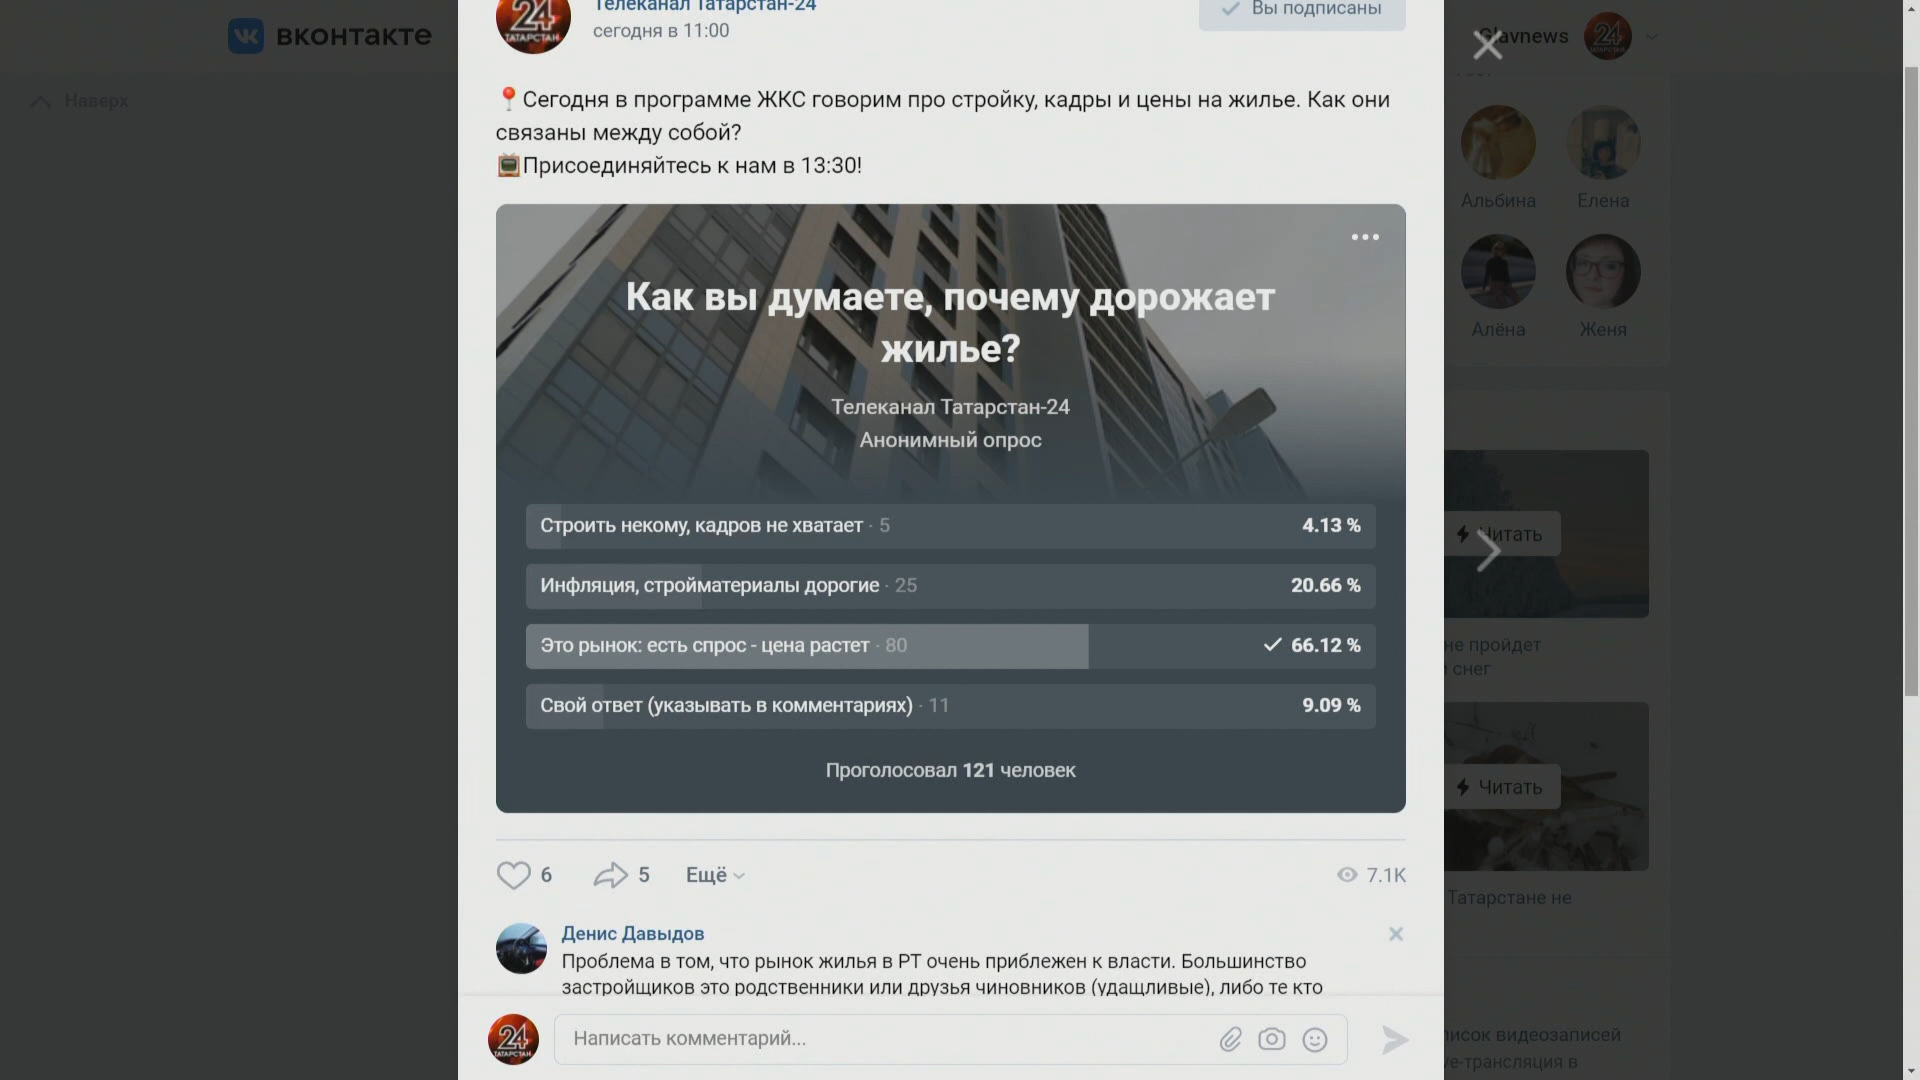 вконтакте
Наверх
Телеканал Татарстан-24
сегодня в 11:00
Вы подписаны
Glavnews
📍Сегодня в программе ЖКС говорим про стройку, кадры и цены на жилье. Как они
связаны между собой?
📺Присоединяйтесь к нам в 13:30!
Как вы думаете, почему дорожает
жилье?
Телеканал Татарстан-24
Анонимный опрос
Строить некому, кадров не хватает · 5 4.13 %
Инфляция, стройматериалы дорогие · 25 20.66 %
Это рынок: есть спрос - цена растет · 80 66.12 %
Свой ответ (указывать в комментариях) · 11 9.09 %
Проголосовал 121 человек
6 5 Ещё 7.1K
Денис Давыдов
Проблема в том, что рынок жилья в РТ очень приблежен к власти. Большинство
застройщиков это родственники или друзья чиновников (удащливые), либо те кто
24 ТАТАРСТАН
Написать комментарий...
Альбина Елена
Алёна Женя
Читать
не пройдет
снег
Читать
Татарстане не
видеозаписей
в